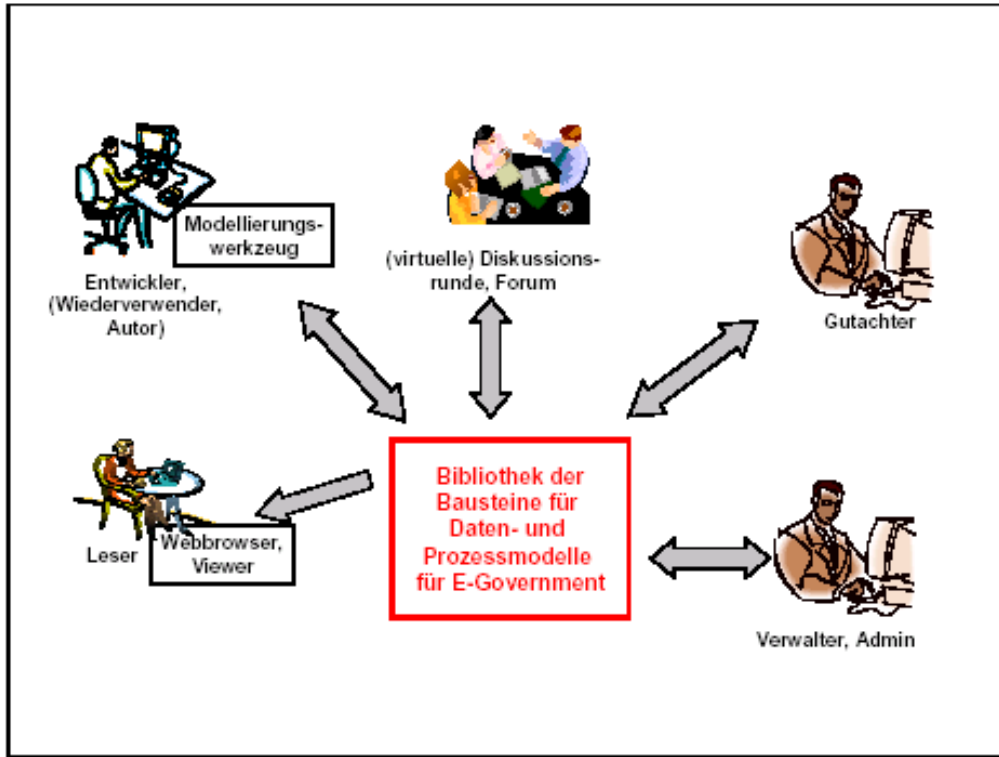 Modellierungs-
werkzeug
Entwickler,
(Wiederverwender,
Autor)
(virtuelle) Diskussions-
runde, Forum
Gutachter
Bibliothek der
Bausteine für
Daten- und
Prozessmodelle
für E-Government
Leser
Webbrowser,
Viewer
Verwalter, Admin